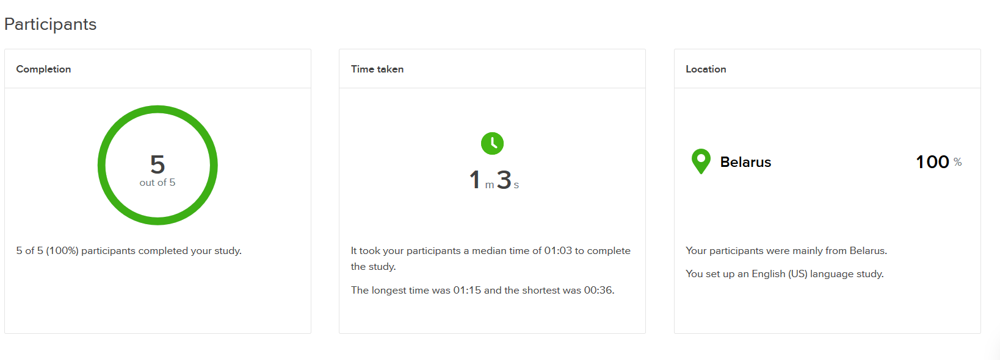 Participants
Completion
5
out of 5
5 of 5 (100%) participants completed your study.
Time taken
1 m 3 s
It took your participants a median time of 01:03 to complete
the study.
The longest time was 01:15 and the shortest was 00:36.
Location
Belarus 100 %
Your participants were mainly from Belarus.
You set up an English (US) language study.